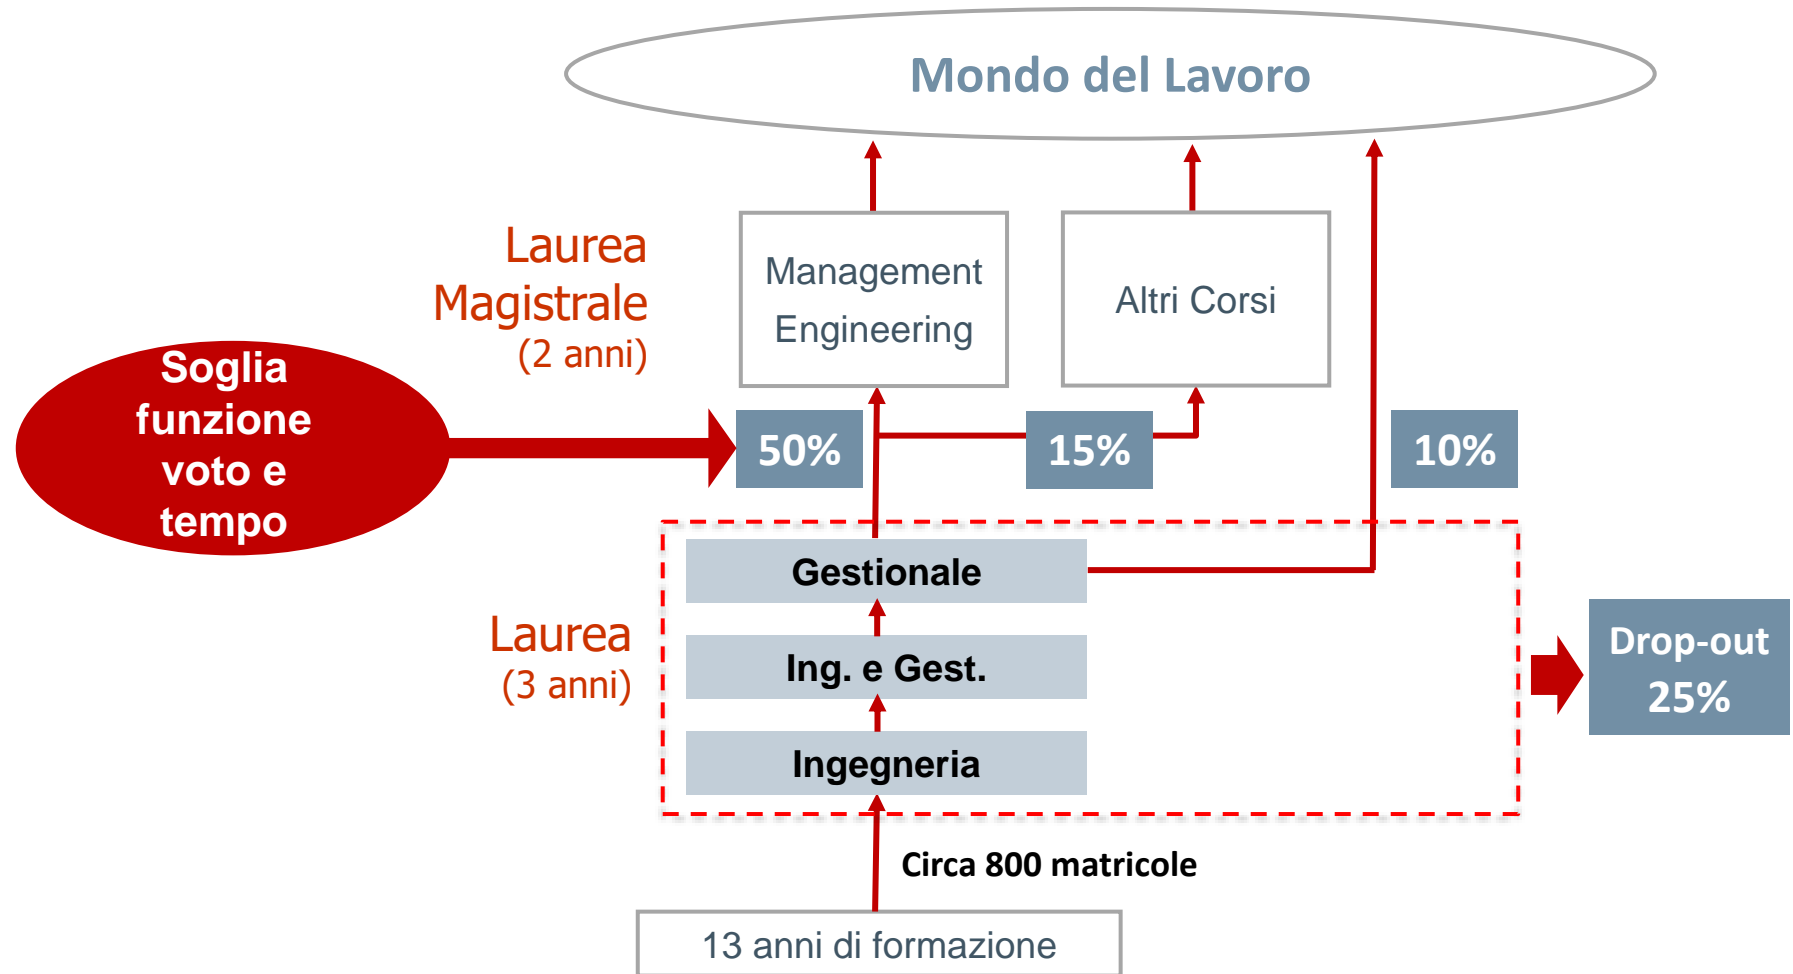 Mondo del Lavoro
Laurea
Magistrale
(2 anni)
Management
Engineering
Altri Corsi
Soglia
funzione
voto e
tempo
50%
15%
10%
Gestionale
Laurea
(3 anni)
Ing. e Gest.
Ingegneria
Drop-out
25%
Circa 800 matricole
13 anni di formazione